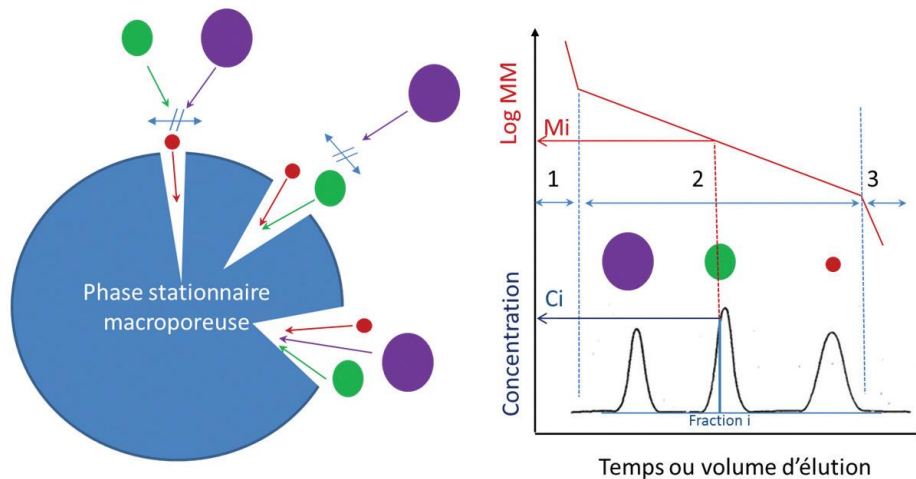 Phase stationnaire
macroporeuse
Log MM
Mi
1
2
3
Concentration
Ci
Fraction i
Temps ou volume d'élution